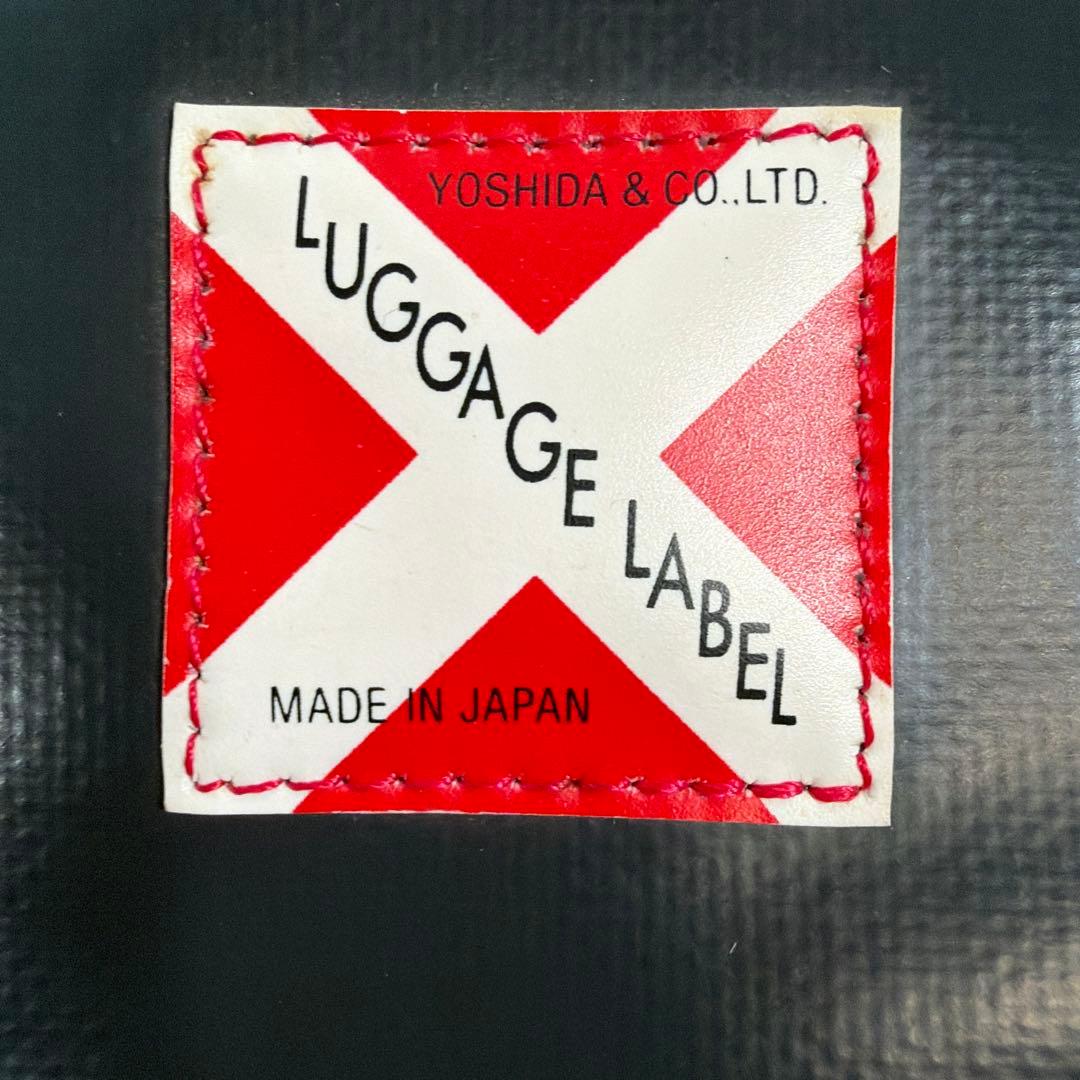 YOSHIDA & CO.,LTD.
LUGGAGE LABEL
MADE IN JAPAN